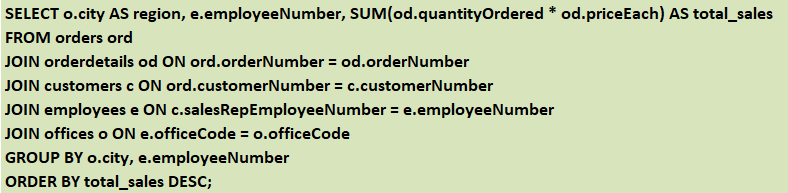 SELECT o.city AS region, e.employeeNumber, SUM(od.quantityOrdered * od.priceEach) AS total_sales
FROM orders ord
JOIN orderdetails od ON ord.orderNumber = od.orderNumber
JOIN customers c ON ord.customerNumber = c.customerNumber
JOIN employees e ON c.salesRepEmployeeNumber = e.employeeNumber
JOIN offices o ON e.officeCode = o.officeCode
GROUP BY o.city, e.employeeNumber
ORDER BY total_sales DESC;